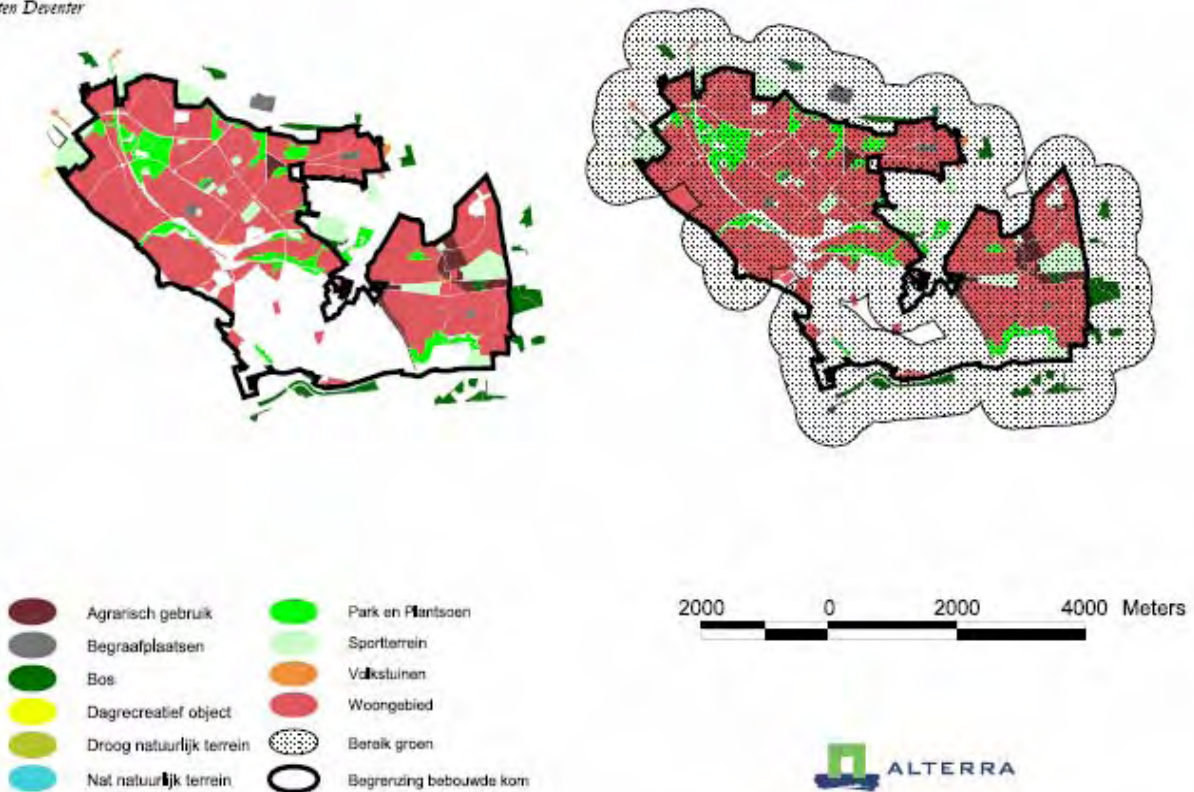 Deventer
Agrarisch gebruik
Begraafplaatsen
Bos
Dagrecreatief object
Droog natuurlijk terrein
Nat natuurlijk terrein
Park en Plantsoen
Sportterrein
Volkstuinen
Woongebied
Bereik groen
Begrenzing bebouwde kom
2000 0 2000 4000 Meters
ALTERRA